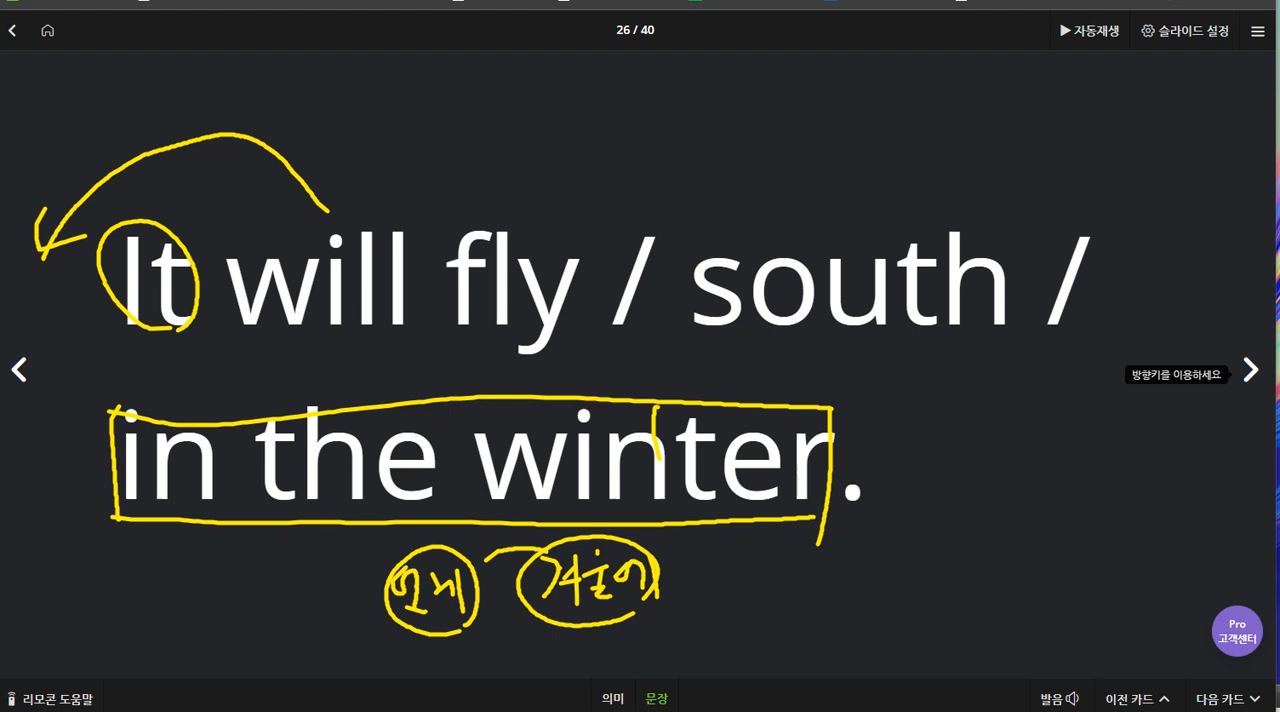 26 / 40
자동재생
슬라이드 설정
It will fly / south /
방향키를 이용하세요
in the winter.
언제 겨울에
Pro
고객센터
리모콘 도움말
의미
문장
발음
이전 카드
다음 카드